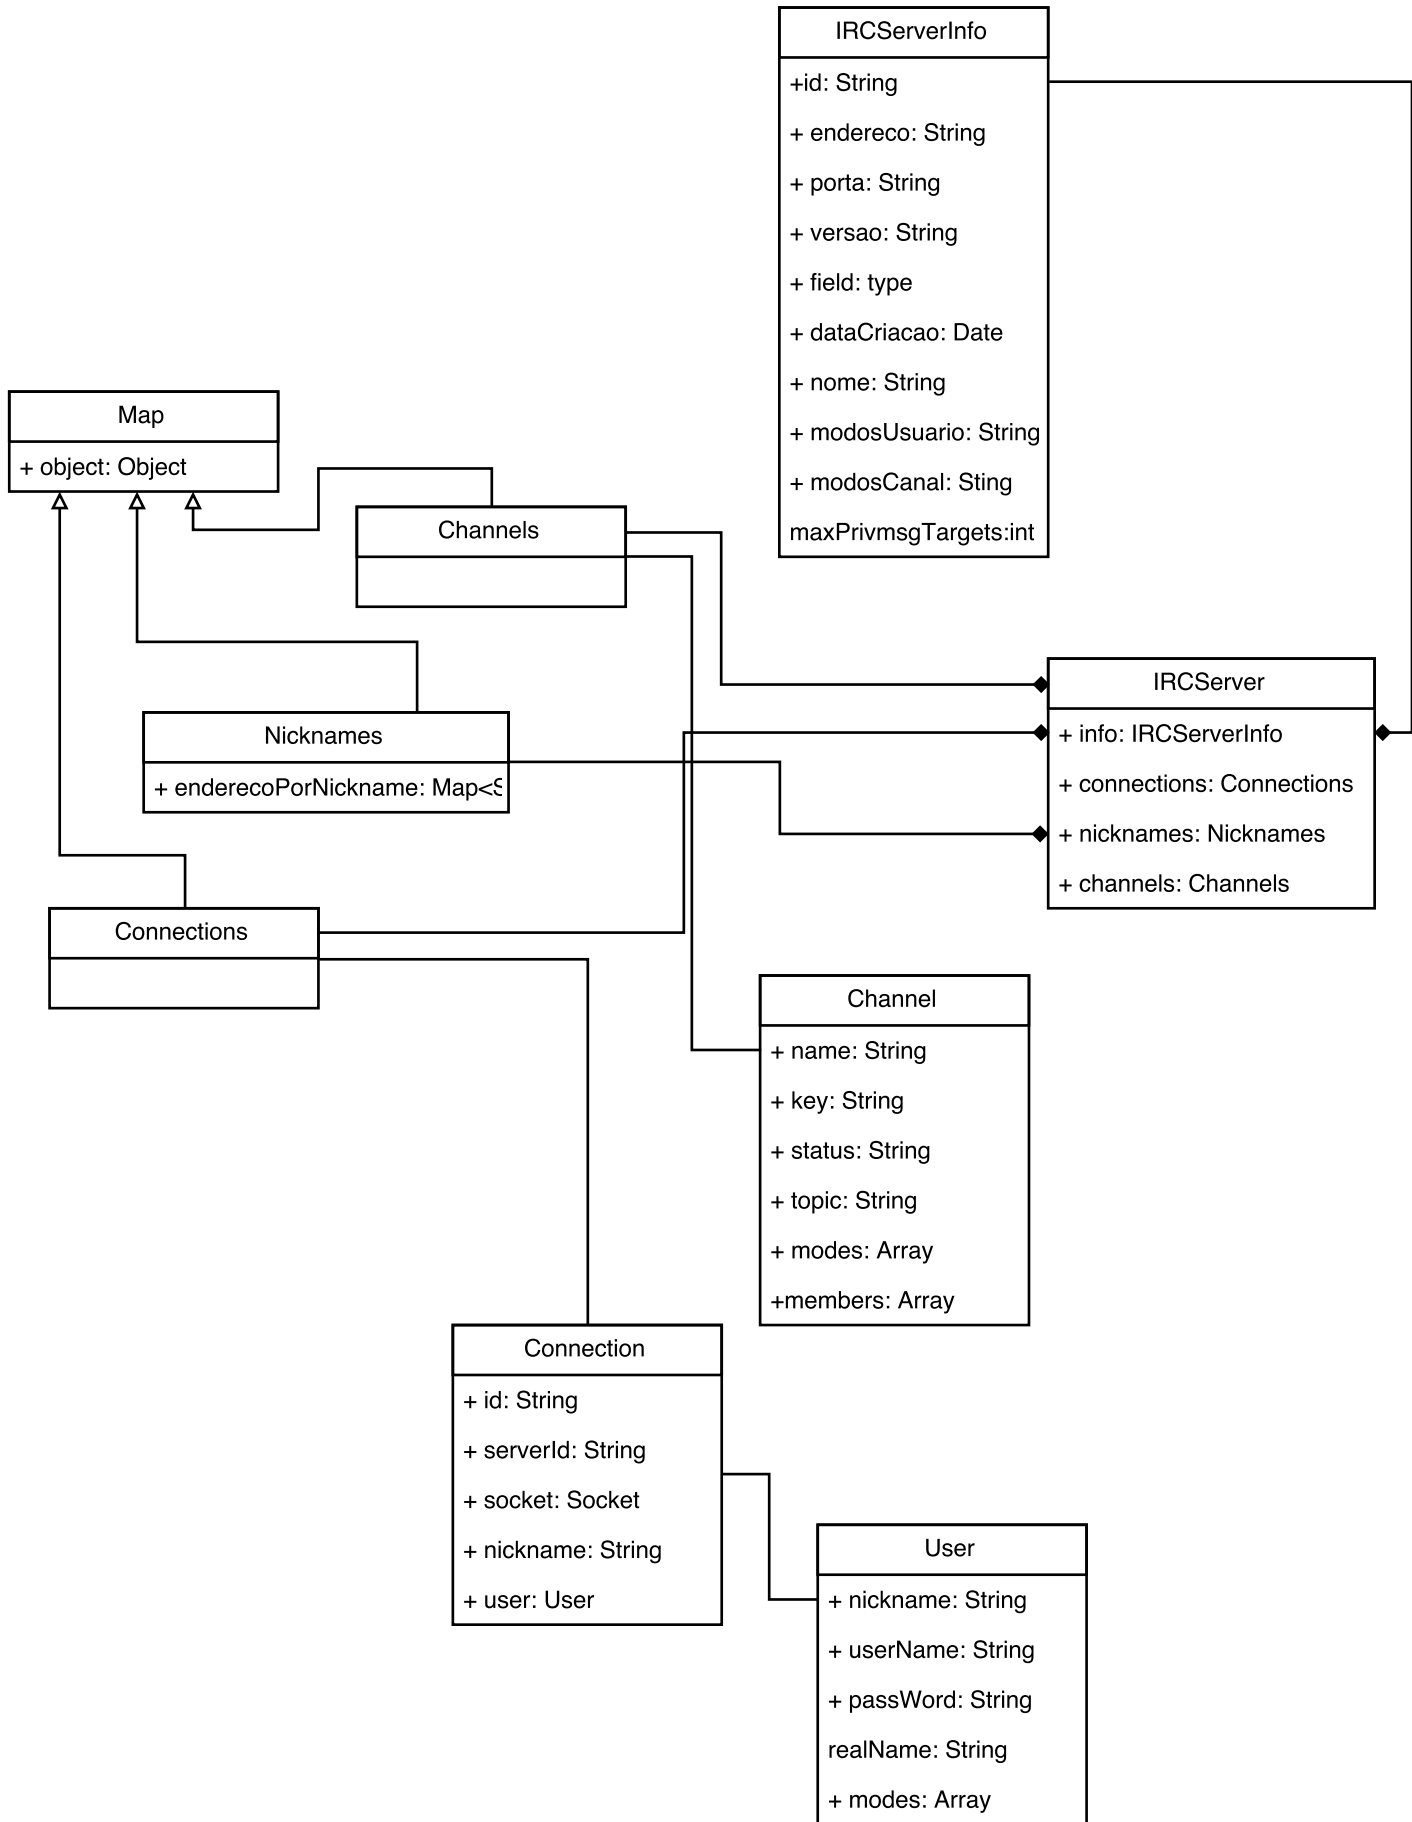 IRCServerInfo
+id: String
+ endereco: String
+ porta: String
+ versao: String
+ field: type
+ dataCriacao: Date
+ nome: String
+ modosUsuario: String
+ modosCanal: Sting
maxPrivmsgTargets:int
Map
+ object: Object
Channels
Nicknames
+ enderecoPorNickname: Map<S
IRCServer
+ info: IRCServerInfo
+ connections: Connections
+ nicknames: Nicknames
+ channels: Channels
Connections
Channel
+ name: String
+ key: String
+ status: String
+ topic: String
+ modes: Array
+members: Array
Connection
+ id: String
+ serverId: String
+ socket: Socket
+ nickname: String
+ user: User
User
+ nickname: String
+ userName: String
+ passWord: String
realName: String
+ modes: Array